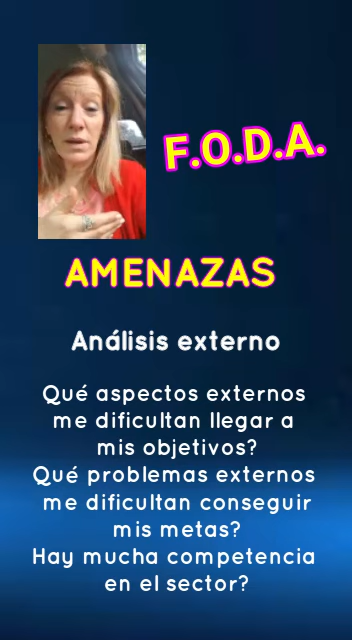 F.O.D.A.
AMENAZAS
Análisis externo
Qué aspectos externos
me dificultan llegar a
mis objetivos?
Qué problemas externos
me dificultan conseguir
mis metas?
Hay mucha competencia
en el sector?